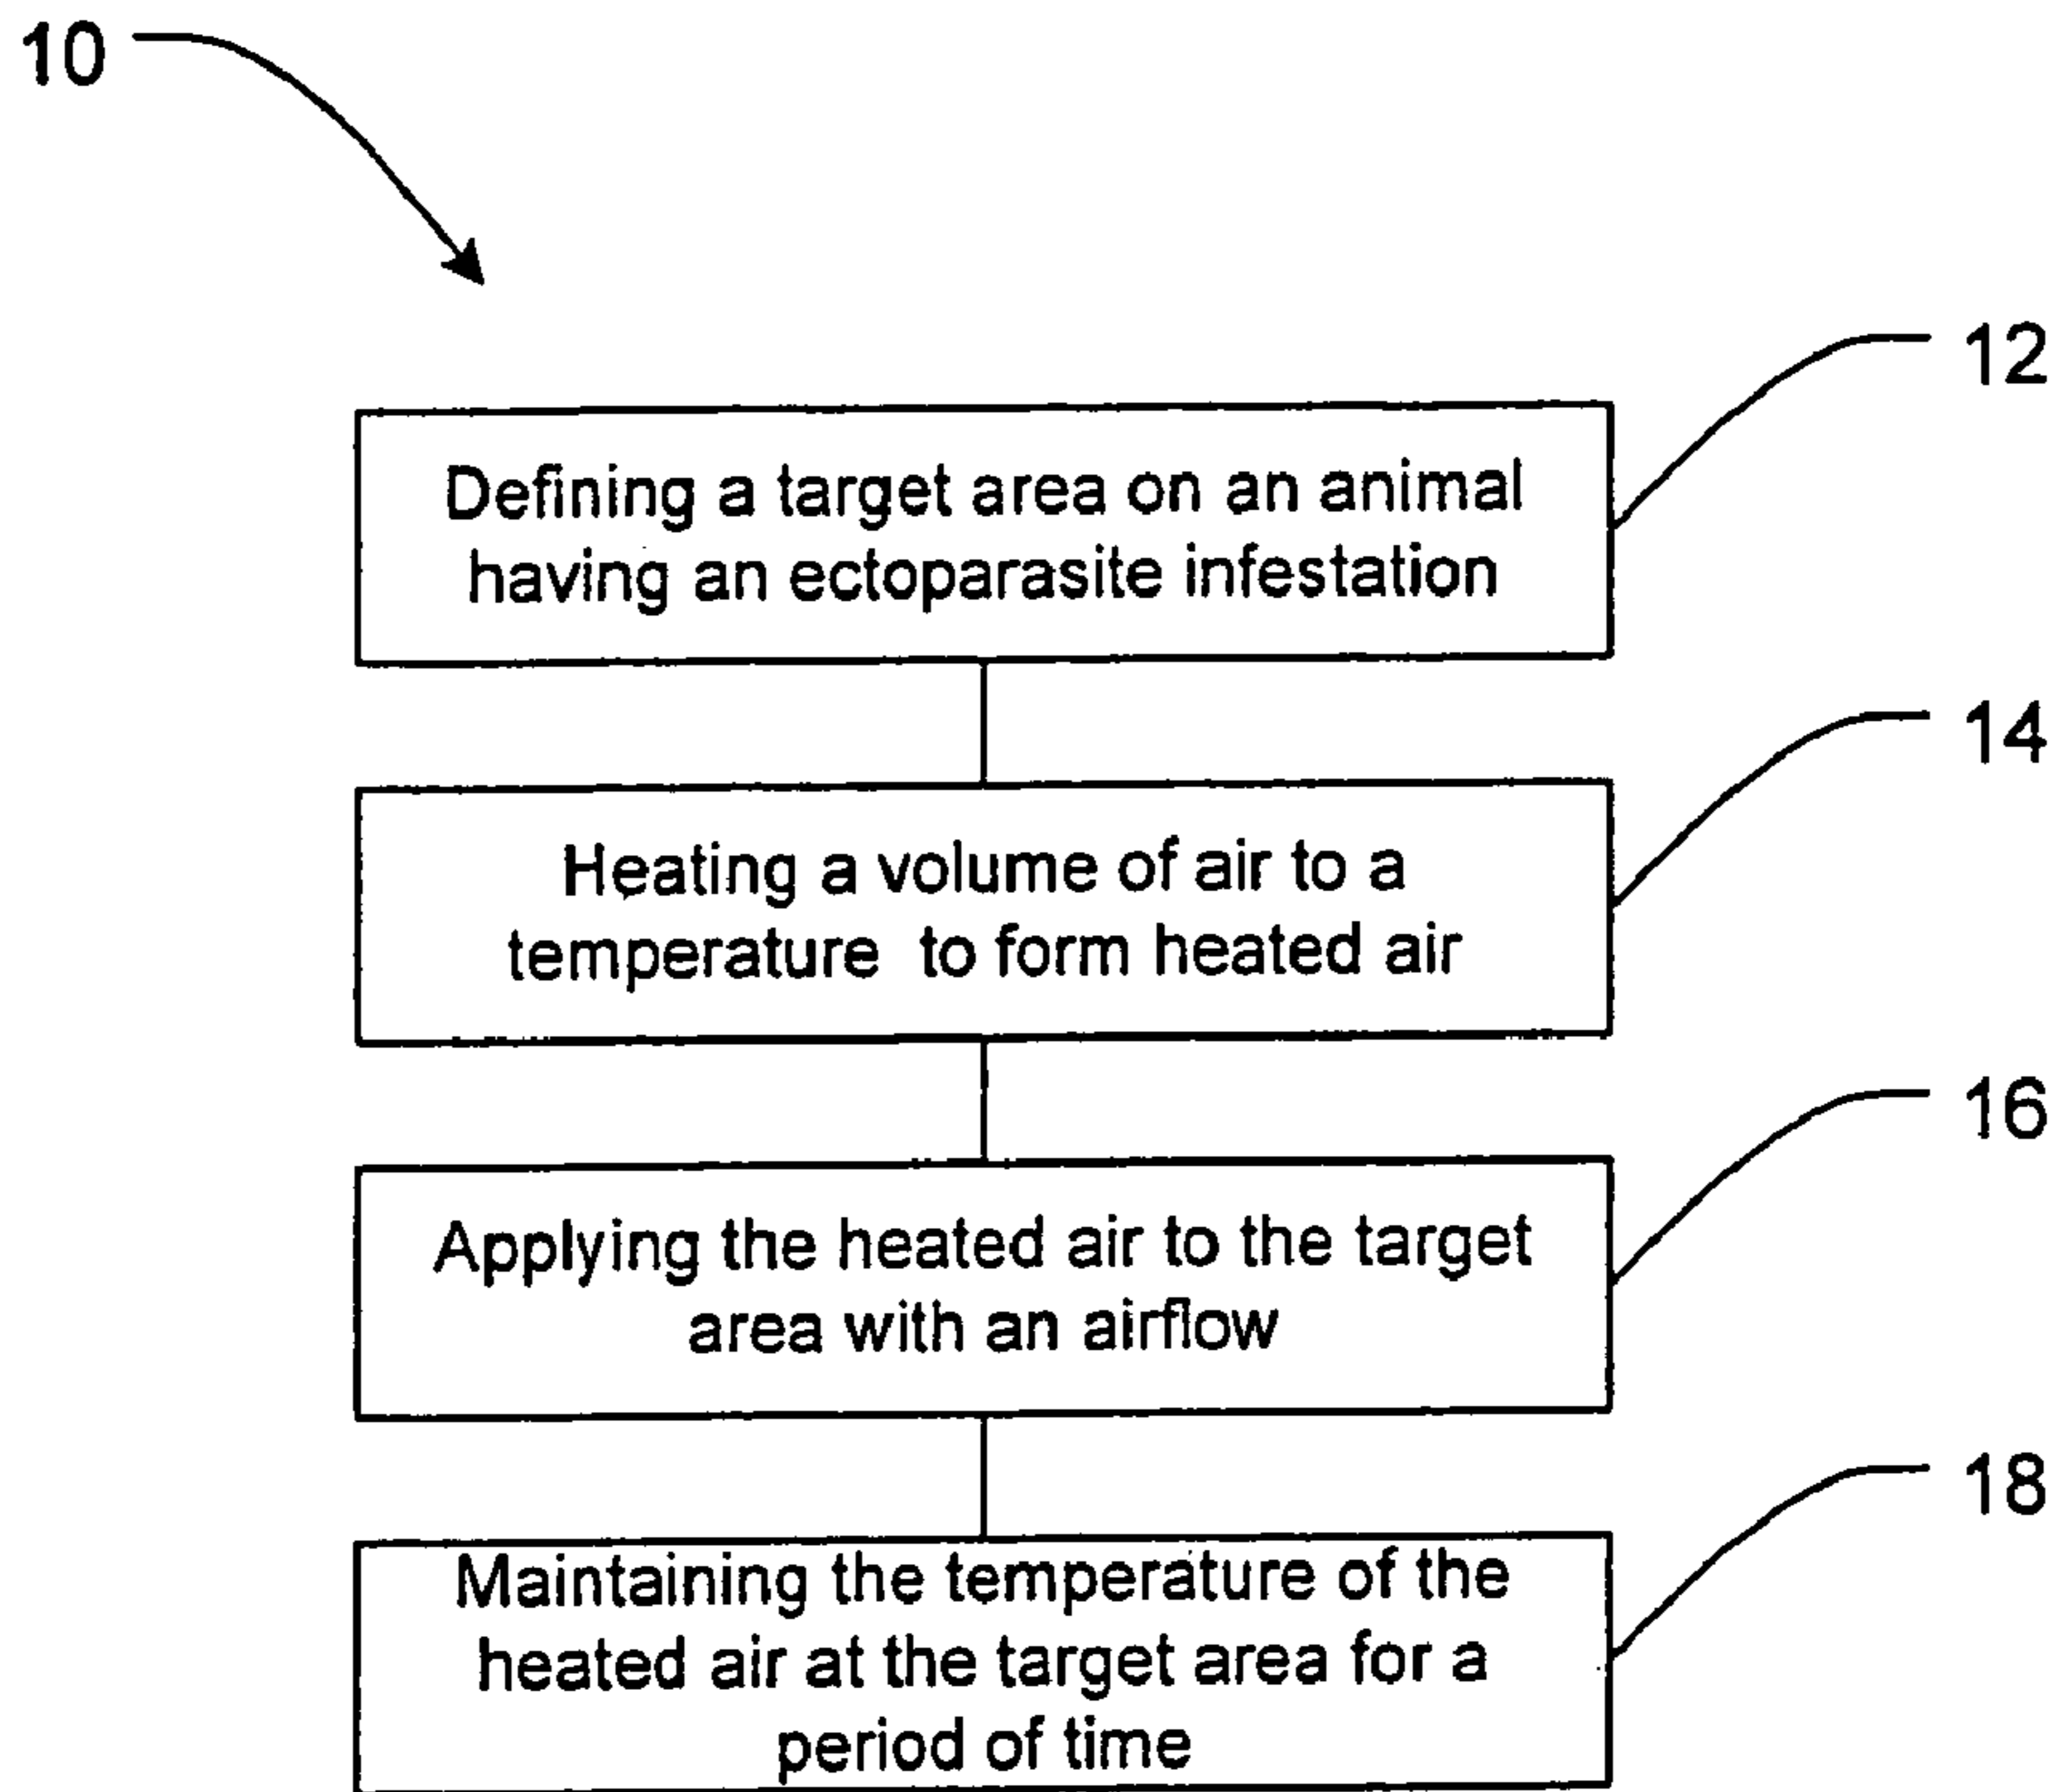 10
12
Defining a target area on an animal
having an ectoparasite infestation
14
Heating a volume of air to a
temperature to form heated air
16
Applying the heated air to the target
area with an airflow
18
Maintaining the temperature of the
heated air at the target area for a
period of time